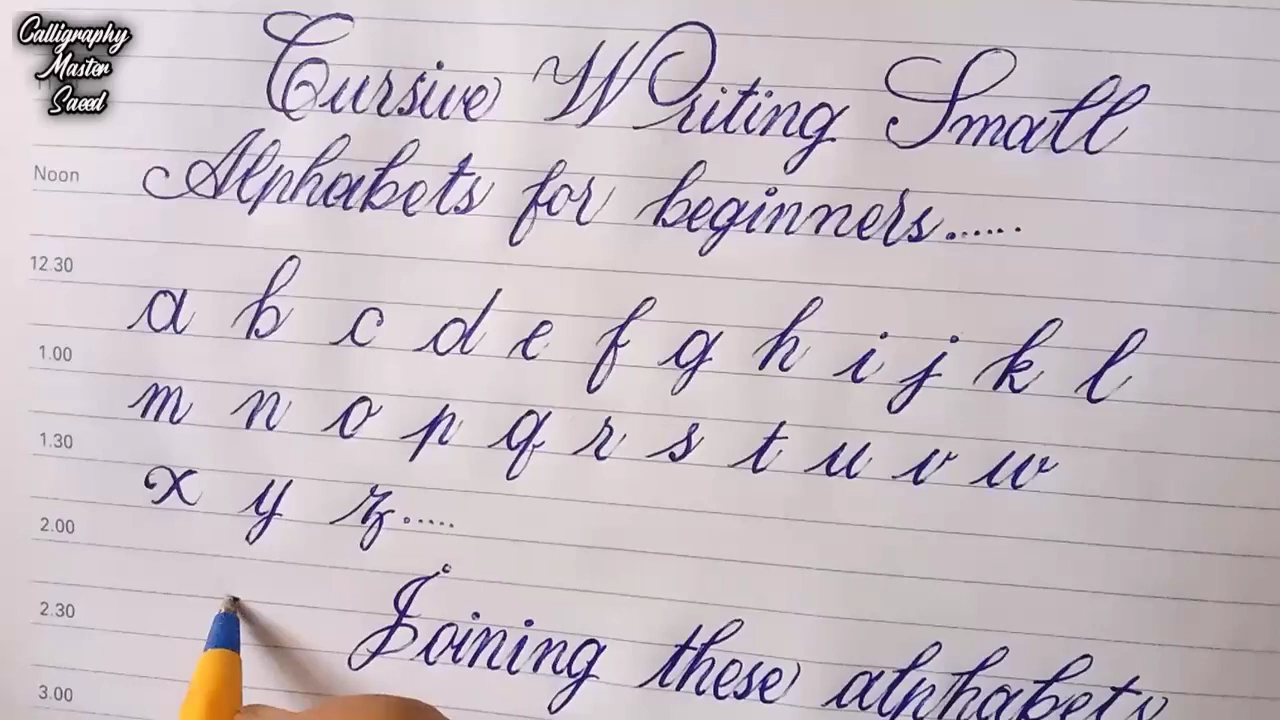 Calligraphy
Master
Saeed
Cursive Writing Small
Noon
Alphabets for beginners......
12.30
a b c d e f g h i j k l
1.00
m n o p q r s t u v w
1.30
x y z.....
2.00
2.30
Joining these alphabets
3.00